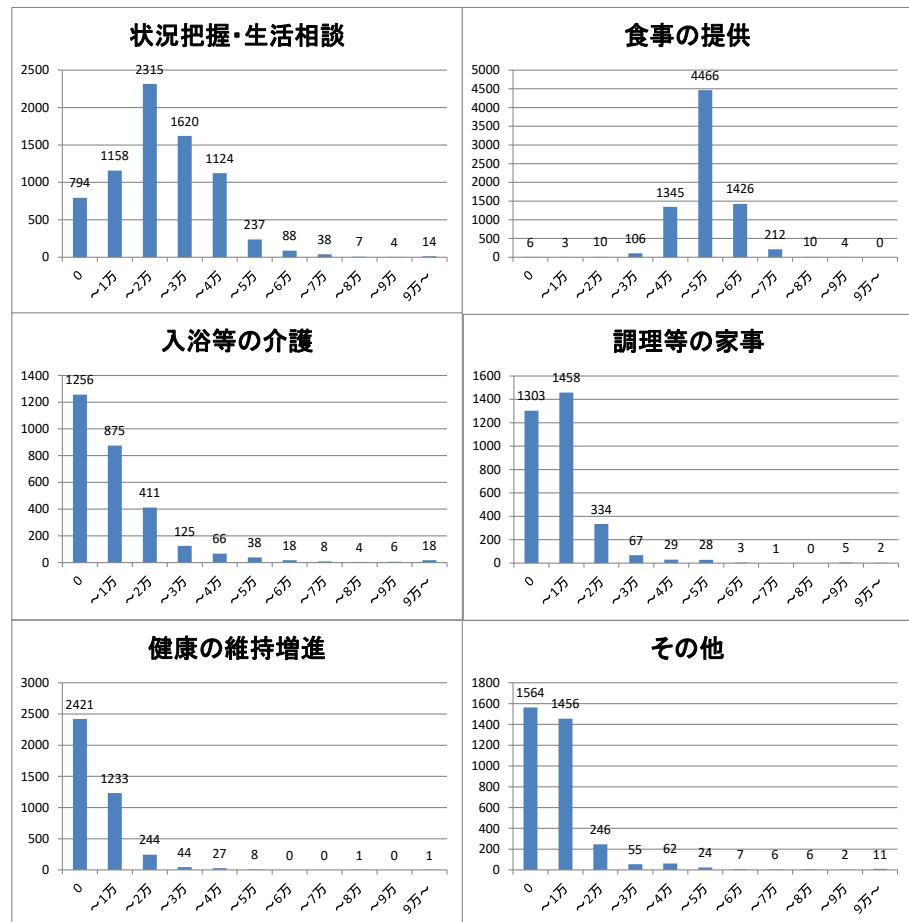 状況把握・生活相談
2500
2000
1500
1000
500
0
794
1158
2315
1620
1124
237
88
38
7
4
14
0
～1万
～2万
～3万
～4万
～5万
～6万
～7万
～8万
～9万
9万～
食事の提供
5000
4500
4000
3500
3000
2500
2000
1500
1000
500
0
6
3
10
106
1345
4466
1426
212
10
4
0
0
～1万
～2万
～3万
～4万
～5万
～6万
～7万
～8万
～9万
9万～
入浴等の介護
1400
1200
1000
800
600
400
200
0
1256
875
411
125
66
38
18
8
4
6
18
0
～1万
～2万
～3万
～4万
～5万
～6万
～7万
～8万
～9万
9万～
調理等の家事
1600
1400
1200
1000
800
600
400
200
0
1303
1458
334
67
29
28
3
1
0
5
2
0
～1万
～2万
～3万
～4万
～5万
～6万
～7万
～8万
～9万
9万～
健康の維持増進
3000
2500
2000
1500
1000
500
0
2421
1233
244
44
27
8
0
0
1
0
1
0
～1万
～2万
～3万
～4万
～5万
～6万
～7万
～8万
～9万
9万～
その他
1800
1600
1400
1200
1000
800
600
400
200
0
1564
1456
246
55
62
24
7
6
6
2
11
0
～1万
～2万
～3万
～4万
～5万
～6万
～7万
～8万
～9万
9万～